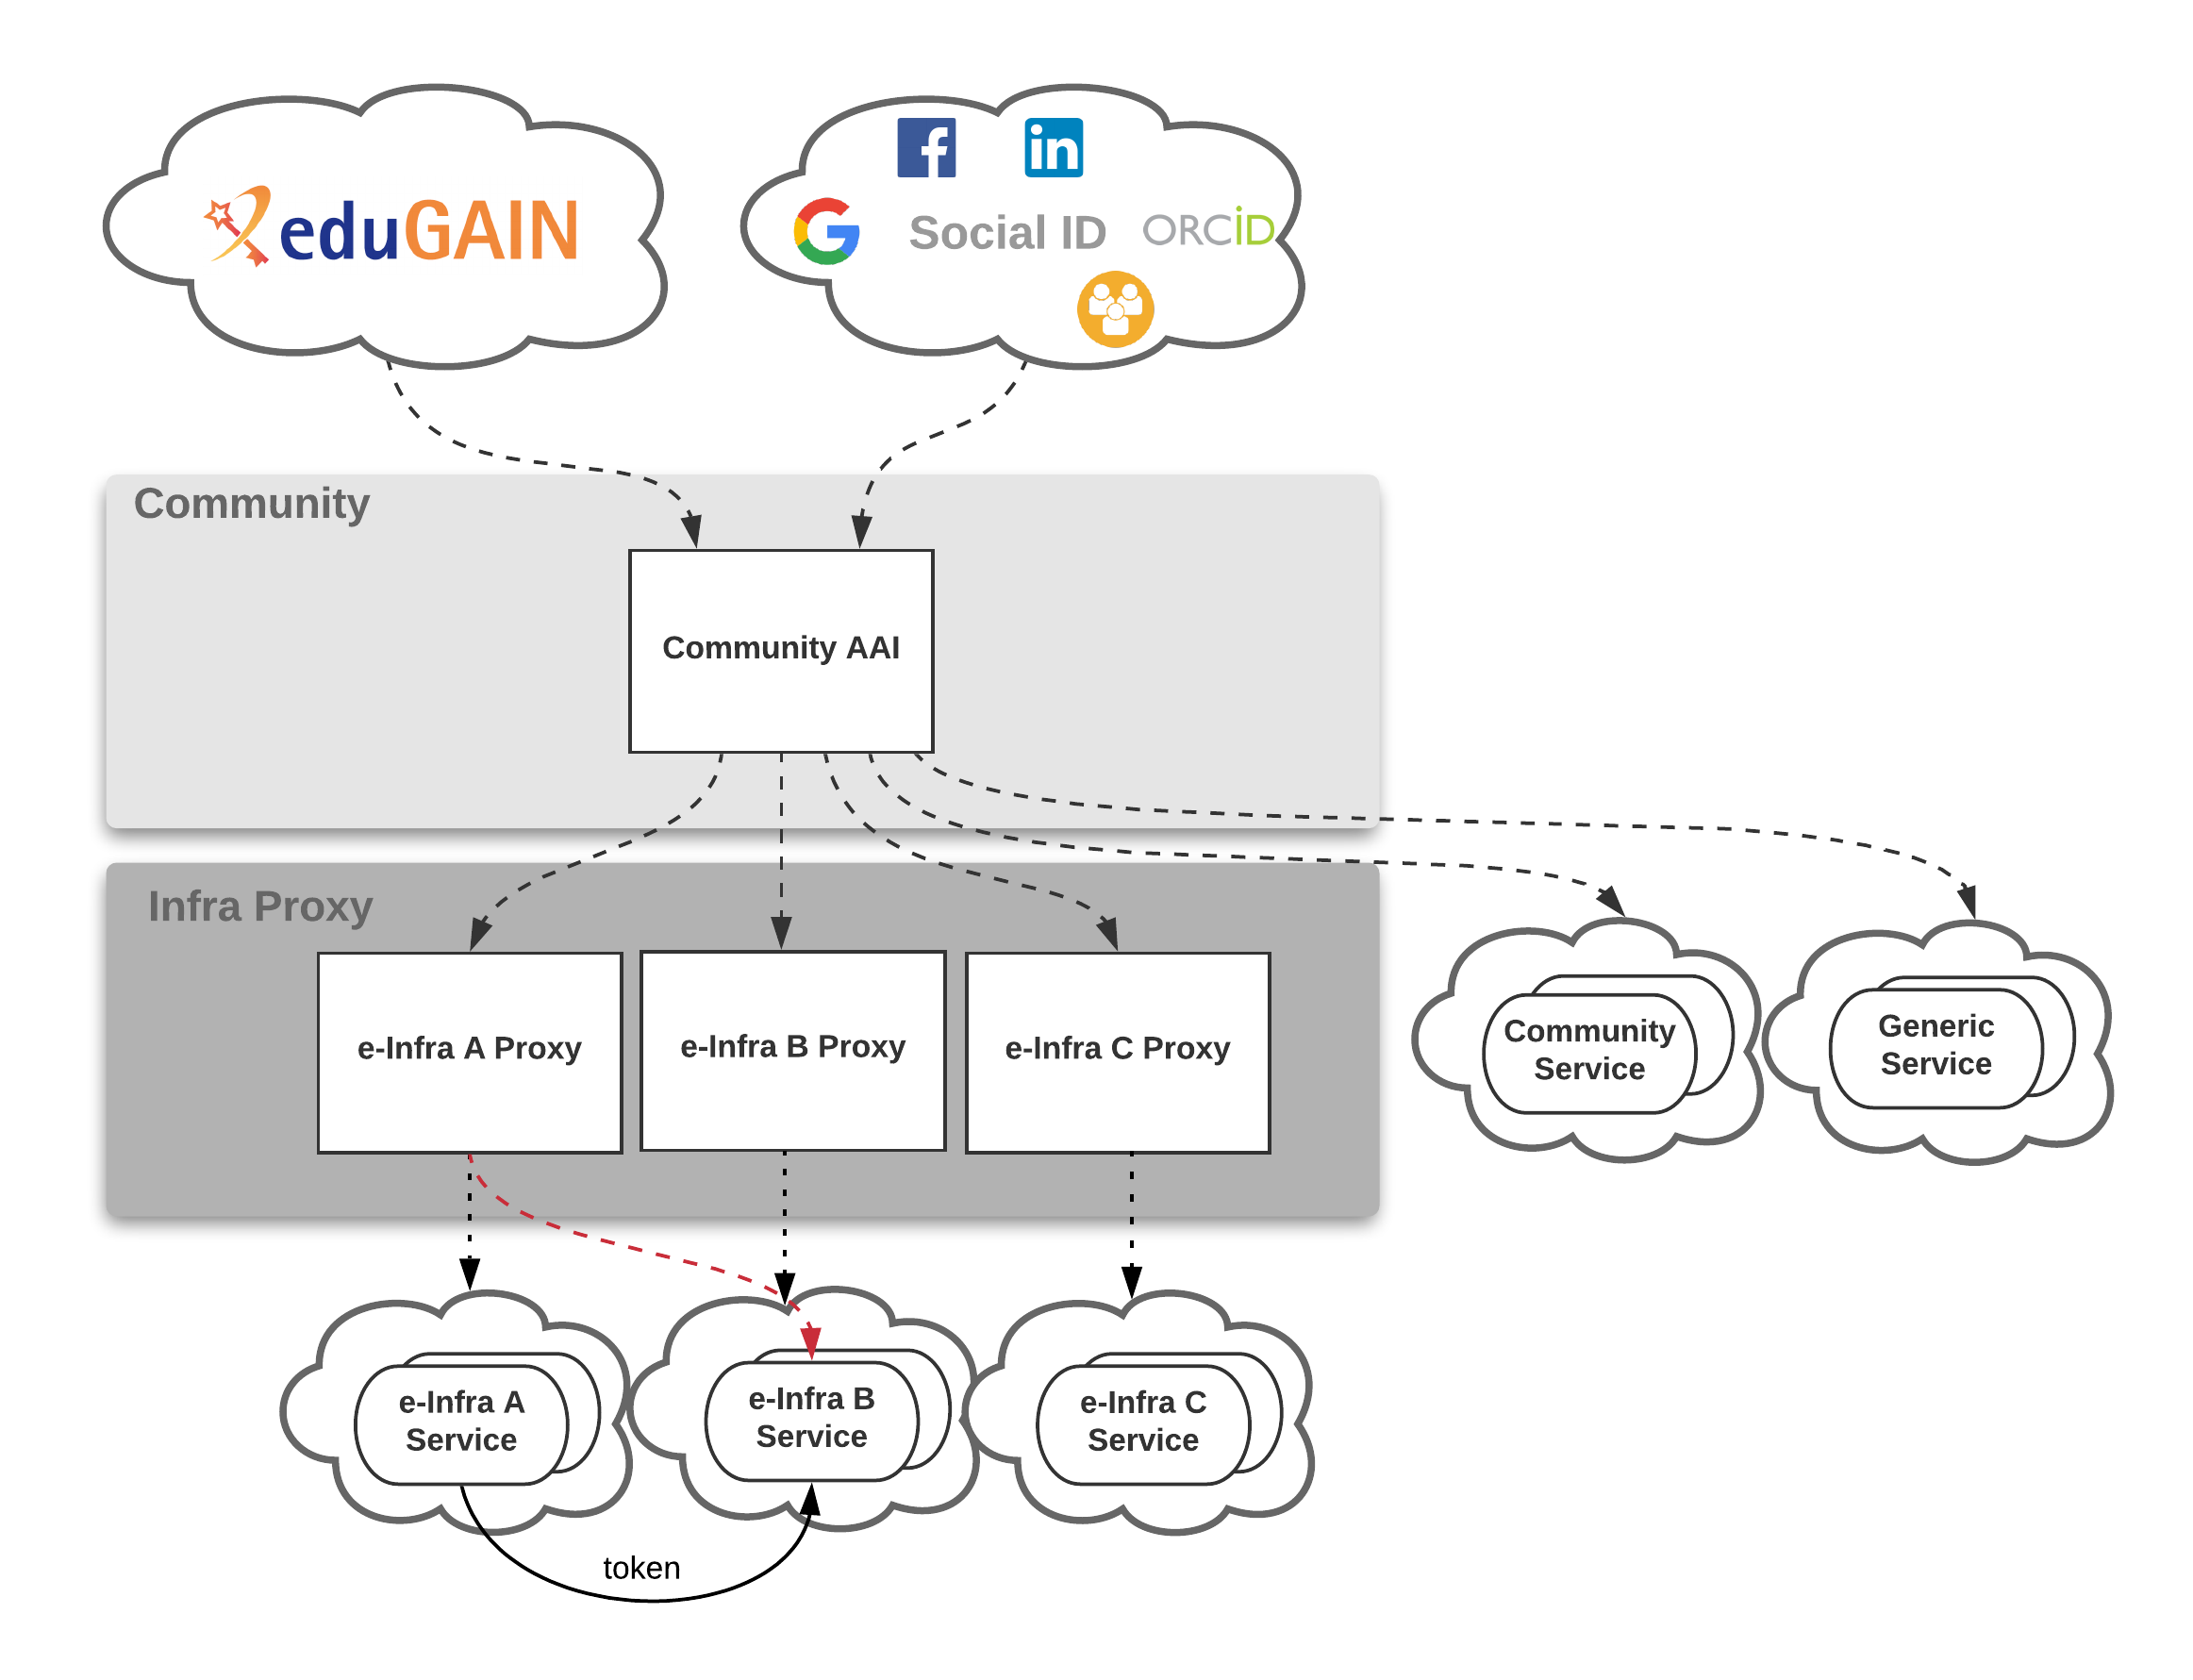 eduGAIN
f
in
G
Social ID
ORCiD
Community
Community AAI
Infra Proxy
e-Infra A Proxy
e-Infra B Proxy
e-Infra C Proxy
Community
Service
Generic
Service
e-Infra A
Service
e-Infra B
Service
e-Infra C
Service
token